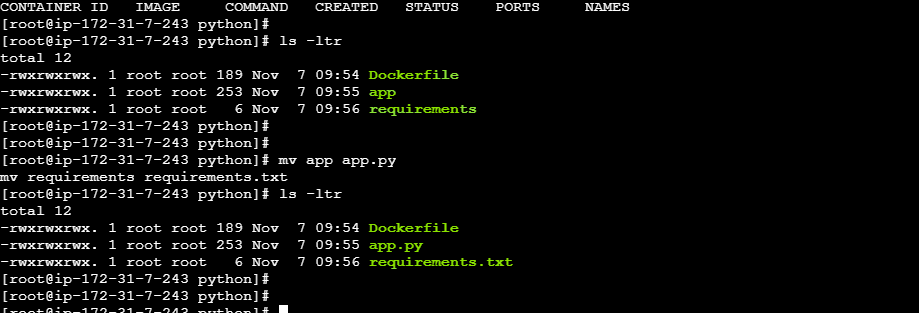 CONTAINER ID   IMAGE     COMMAND   CREATED   STATUS    PORTS     NAMES
[root@ip-172-31-7-243 python]#
[root@ip-172-31-7-243 python]# ls -ltr
total 12
-rwxrwxrwx. 1 root root 189 Nov  7 09:54 Dockerfile
-rwxrwxrwx. 1 root root 253 Nov  7 09:55 app
-rwxrwxrwx. 1 root root   6 Nov  7 09:56 requirements
[root@ip-172-31-7-243 python]#
[root@ip-172-31-7-243 python]#
[root@ip-172-31-7-243 python]# mv app app.py
mv requirements requirements.txt
[root@ip-172-31-7-243 python]# ls -ltr
total 12
-rwxrwxrwx. 1 root root 189 Nov  7 09:54 Dockerfile
-rwxrwxrwx. 1 root root 253 Nov  7 09:55 app.py
-rwxrwxrwx. 1 root root   6 Nov  7 09:56 requirements.txt
[root@ip-172-31-7-243 python]#
[root@ip-172-31-7-243 python]#
[root@ip-172-31-7-243 python]#